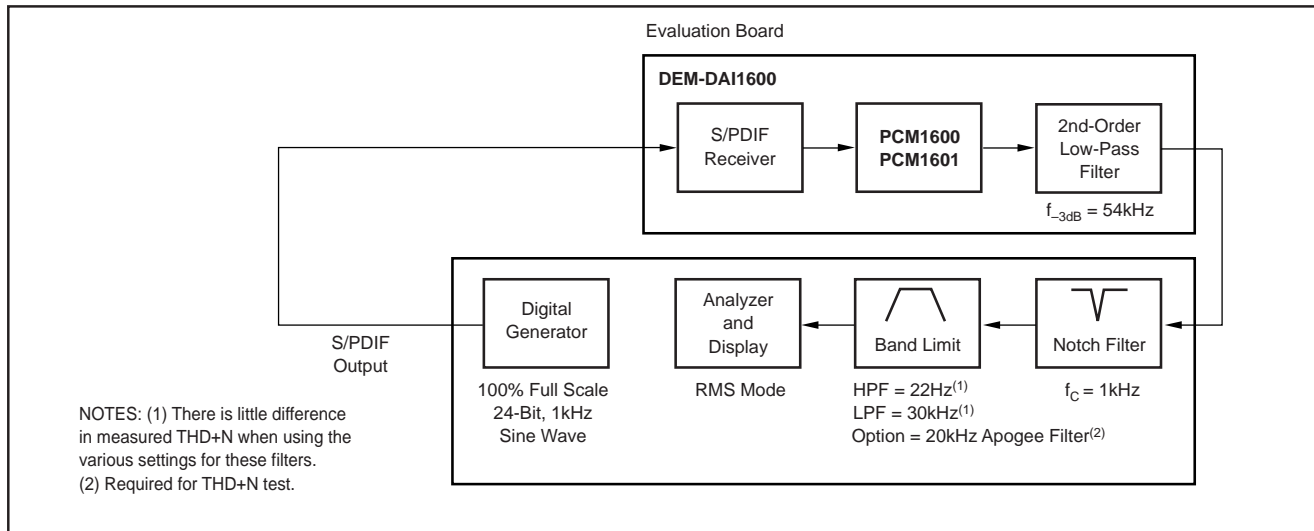 Evaluation Board
DEM-DAI1600
S/PDIF
Receiver
PCM1600
PCM1601
2nd-Order
Low-Pass
Filter
f–3dB = 54kHz
S/PDIF
Output
Digital
Generator
100% Full Scale
24-Bit, 1kHz
Sine Wave
Analyzer
and
Display
RMS Mode
Band Limit
HPF = 22Hz(1)
LPF = 30kHz(1)
Option = 20kHz Apogee Filter(2)
Notch Filter
fC = 1kHz
NOTES: (1) There is little difference
in measured THD+N when using the
various settings for these filters.
(2) Required for THD+N test.